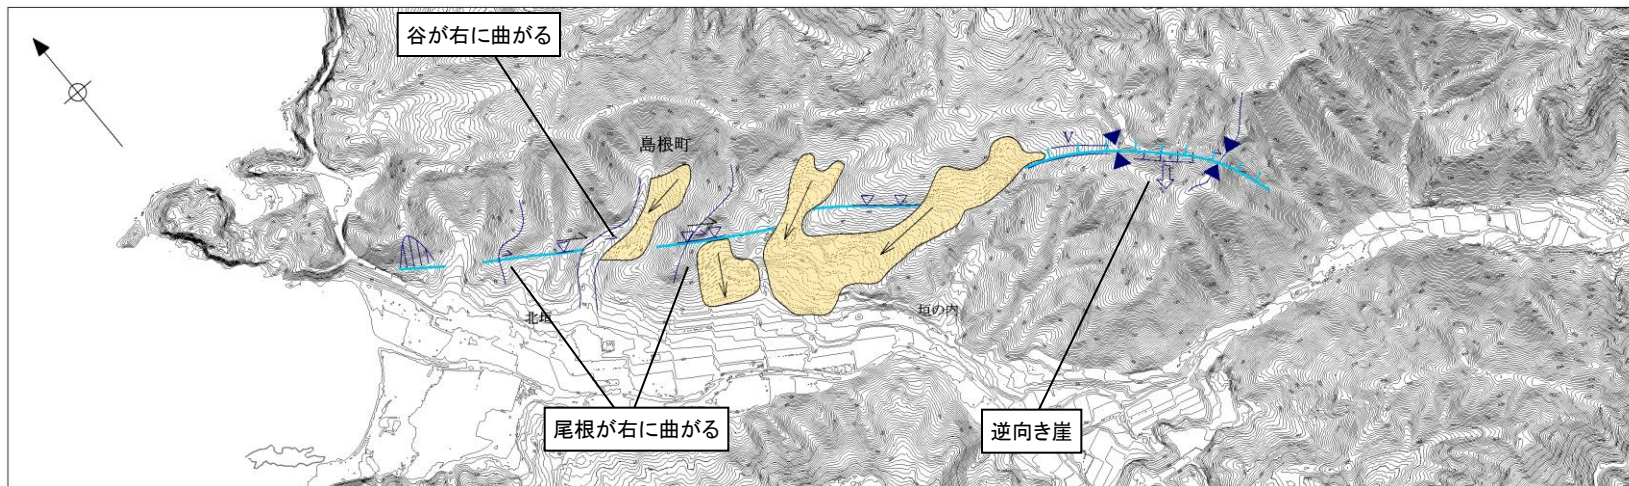 谷が右に曲がる
島根町
V
北垣
垣の内
尾根が右に曲がる
逆向き崖